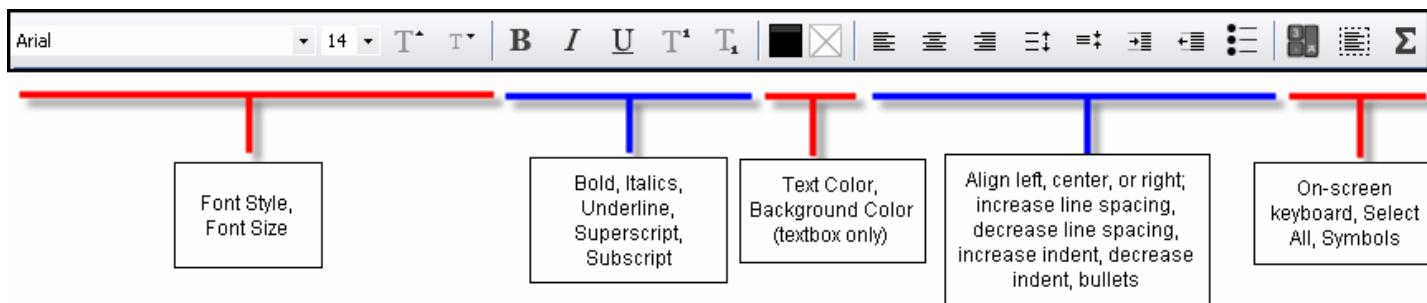 Arial 14 T T B I U T¹ T₁ Σ
Font Style,
Font Size
Bold, Italics,
Underline,
Superscript,
Subscript
Text Color,
Background Color
(textbox only)
Align left, center, or right;
increase line spacing,
decrease line spacing,
increase indent, decrease
indent, bullets
On-screen
keyboard, Select
All, Symbols